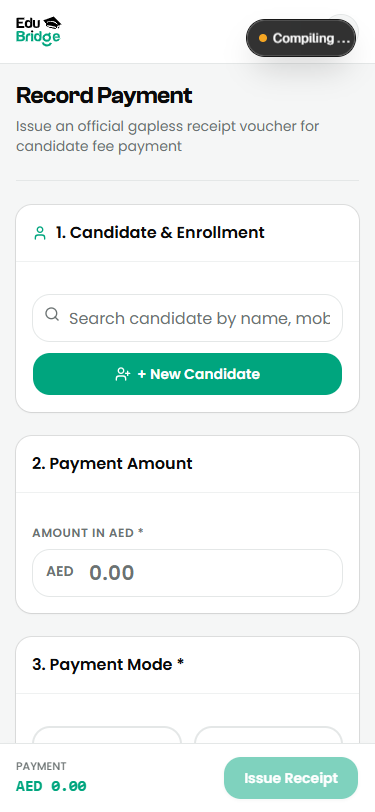 Edu
Bridge
Compiling ...
Record Payment
Issue an official gapless receipt voucher for
candidate fee payment
1. Candidate & Enrollment
Search candidate by name, mob
+ New Candidate
2. Payment Amount
AMOUNT IN AED *
AED 0.00
3. Payment Mode *
PAYMENT
AED 0.00
Issue Receipt